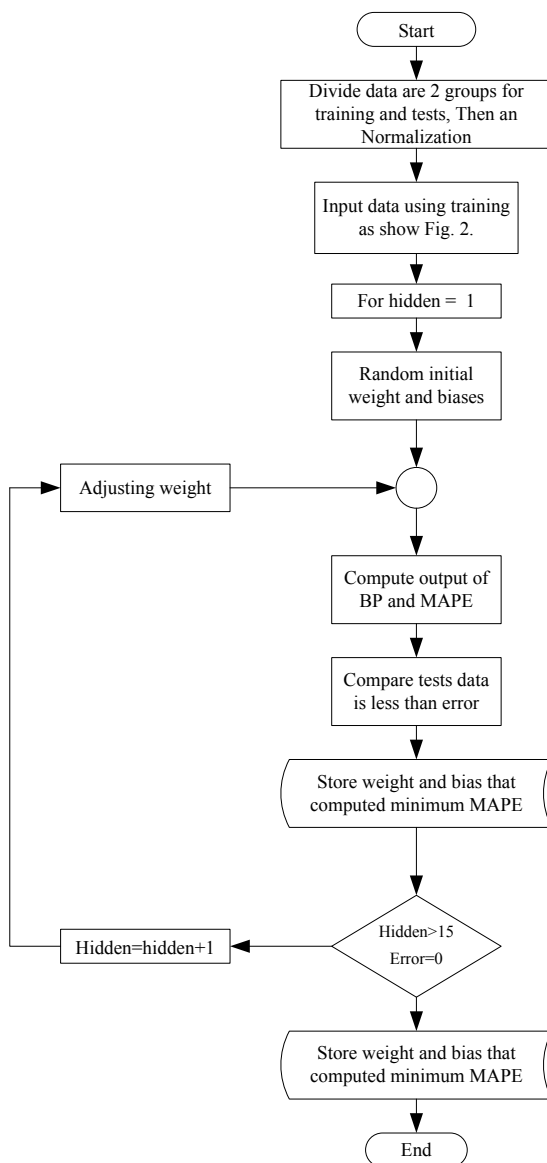 Start
Divide data are 2 groups for
training and tests, Then an
Normalization
Input data using training
as show Fig. 2.
For hidden = 1
Random initial
weight and biases
Adjusting weight
Compute output of
BP and MAPE
Compare tests data
is less than error
Store weight and bias that
computed minimum MAPE
Hidden>15
Error=0
Hidden=hidden+1
Store weight and bias that
computed minimum MAPE
End